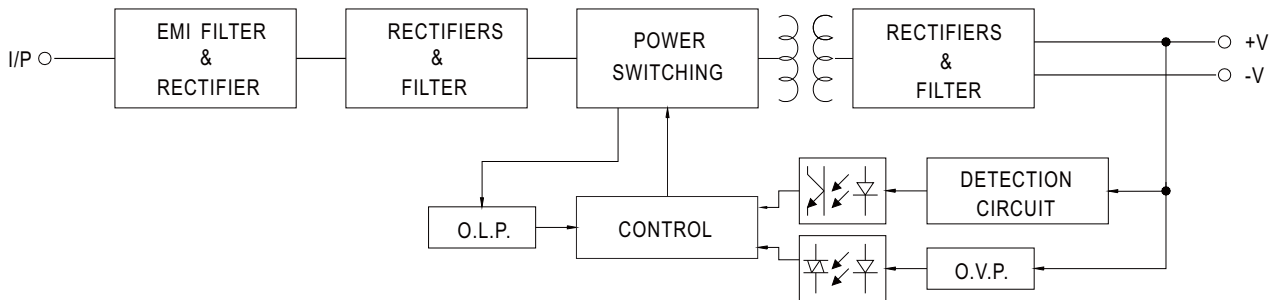 I/P
EMI FILTER
&
RECTIFIER
RECTIFIERS
&
FILTER
POWER
SWITCHING
RECTIFIERS
&
FILTER
+V
-V
O.L.P.
CONTROL
DETECTION
CIRCUIT
O.V.P.